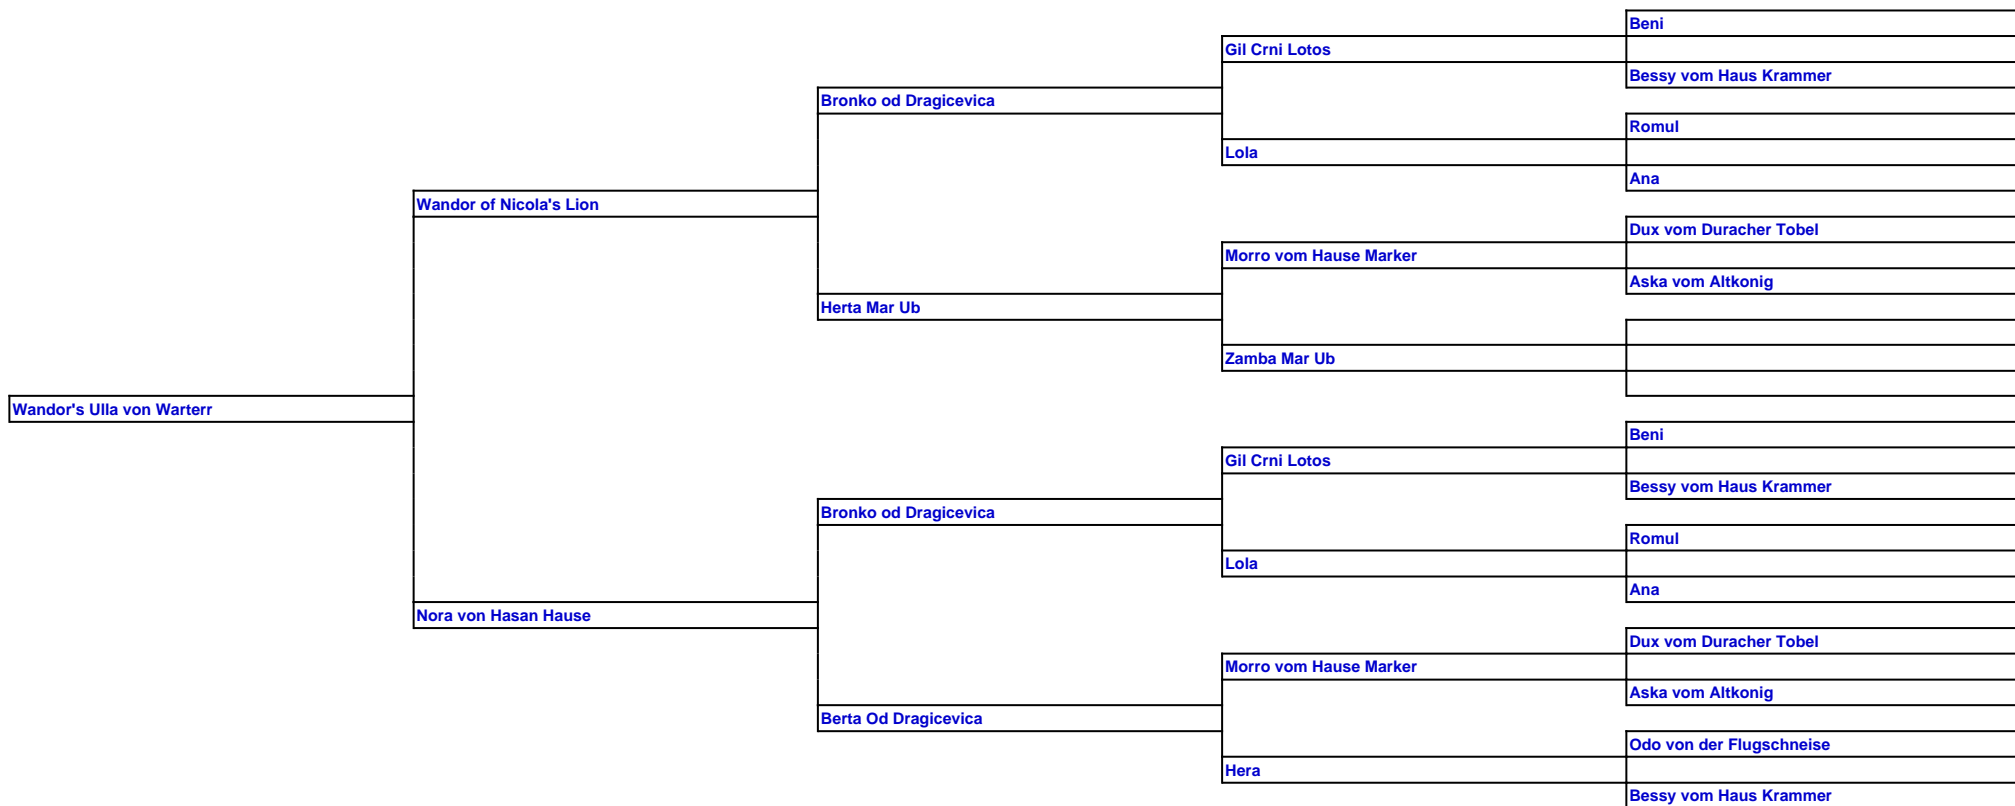 Beni
Gil Crni Lotos
Bessy vom Haus Krammer
Bronko od Dragicevica
Romul
Lola
Ana
Wandor of Nicola's Lion
Dux vom Duracher Tobel
Morro vom Hause Marker
Aska vom Altkonig
Herta Mar Ub
Zamba Mar Ub
Wandor's Ulla von Warterr
Beni
Gil Crni Lotos
Bessy vom Haus Krammer
Bronko od Dragicevica
Romul
Lola
Ana
Nora von Hasan Hause
Dux vom Duracher Tobel
Morro vom Hause Marker
Aska vom Altkonig
Berta Od Dragicevica
Odo von der Flugschneise
Hera
Bessy vom Haus Krammer